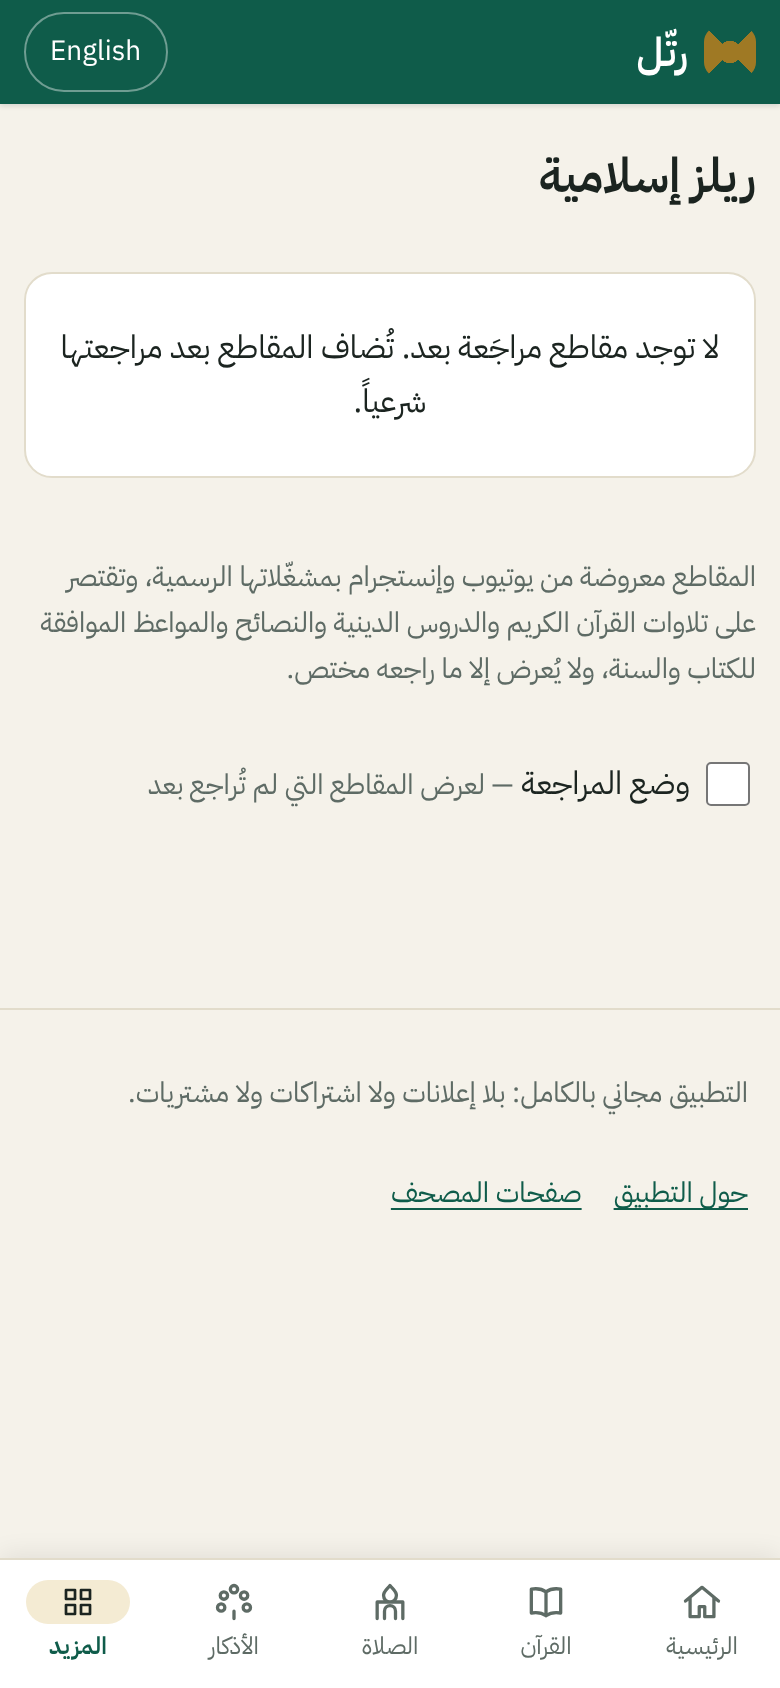 رتّل
English
ريلز إسلامية
لا توجد مقاطع مراجَعة بعد. تُضاف المقاطع بعد مراجعتها
شرعياً.
المقاطع معروضة من يوتيوب وإنستجرام بمشغّلاتها الرسمية، وتقتصر
على تلاوات القرآن الكريم والدروس الدينية والنصائح والمواعظ الموافقة
للكتاب والسنة، ولا يُعرض إلا ما راجعه مختص.
وضع المراجعة — لعرض المقاطع التي لم تُراجع بعد
التطبيق مجاني بالكامل: بلا إعلانات ولا اشتراكات ولا مشتريات.
حول التطبيق صفحات المصحف
الرئيسية القرآن الصلاة الأذكار المزيد